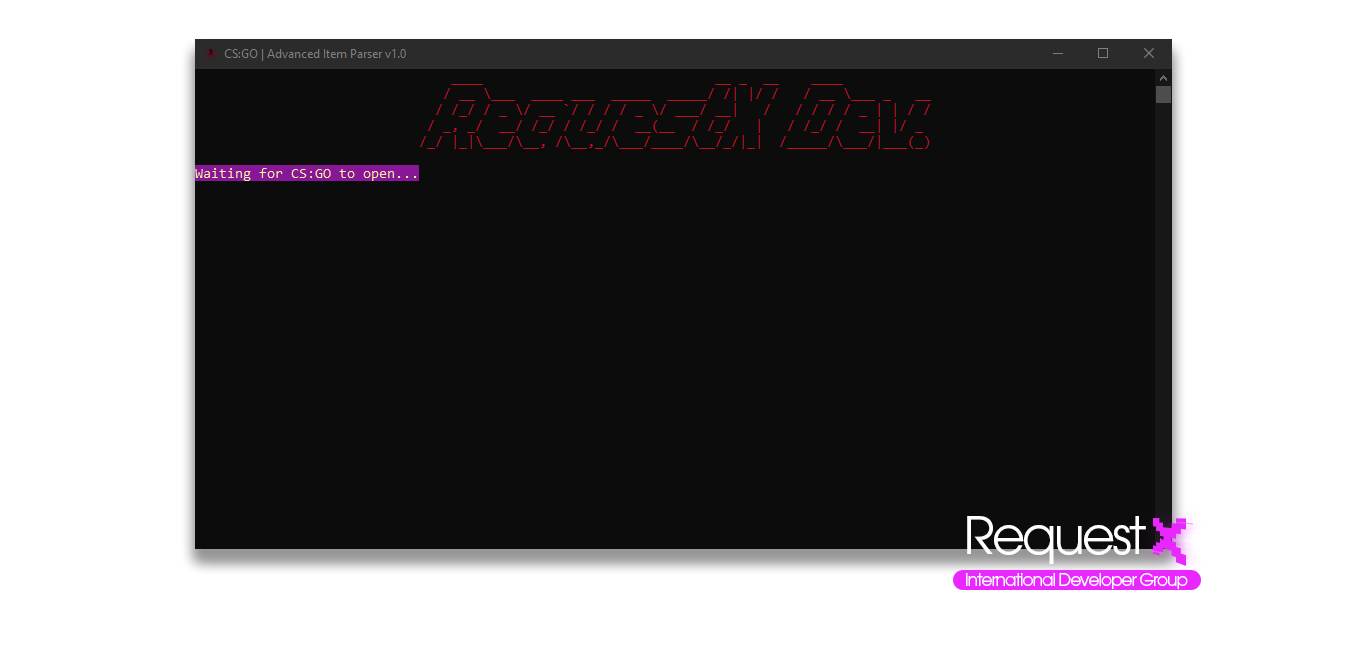 CS:GO | Advanced Item Parser v1.0
RequestX Dev.
Waiting for CS:GO to open...
Request X
International Developer Group